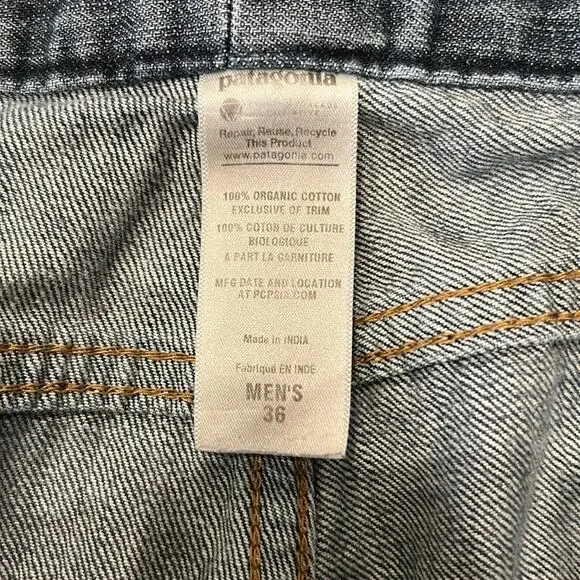 patagonia
Repair, Reuse, Recycle
This Product
www.patagonia.com
100% ORGANIC COTTON
EXCLUSIVE OF TRIM
100% COTON DE CULTURE
BIOLOGIQUE
A PART LA GARNITURE
MFG DATE AND LOCATION
AT PCPSIA.COM
Made in INDIA
Fabriqué EN INDE
MEN'S
36